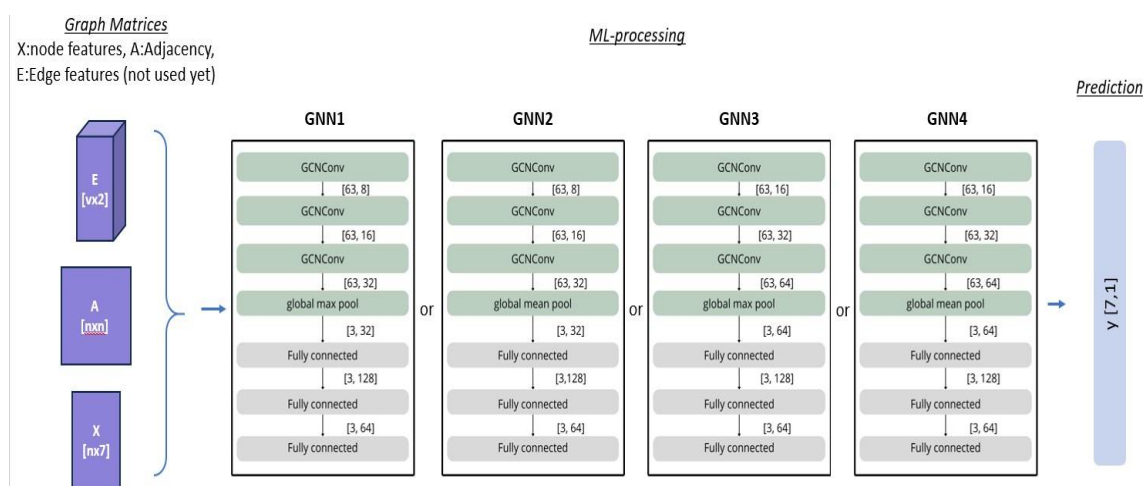 Graph Matrices
X:node features, A:Adjacency,
E:Edge features (not used yet)
ML-processing
Prediction
E
[vx2]
A
[nxn]
X
[nx7]
GNN1
GCNConv
[63, 8]
GCNConv
[63, 16]
GCNConv
[63, 32]
global max pool
[3, 32]
Fully connected
[3, 128]
Fully connected
[3, 64]
Fully connected
or
GNN2
GCNConv
[63, 8]
GCNConv
[63, 16]
GCNConv
[63, 32]
global mean pool
[3, 32]
Fully connected
[3,128]
Fully connected
[3, 64]
Fully connected
or
GNN3
GCNConv
[63, 16]
GCNConv
[63, 32]
GCNConv
[63, 64]
global max pool
[3, 64]
Fully connected
[3, 128]
Fully connected
[3, 64]
Fully connected
or
GNN4
GCNConv
[63, 16]
GCNConv
[63, 32]
GCNConv
[63, 64]
global mean pool
[3, 64]
Fully connected
[3, 128]
Fully connected
[3, 64]
Fully connected
y [7,1]